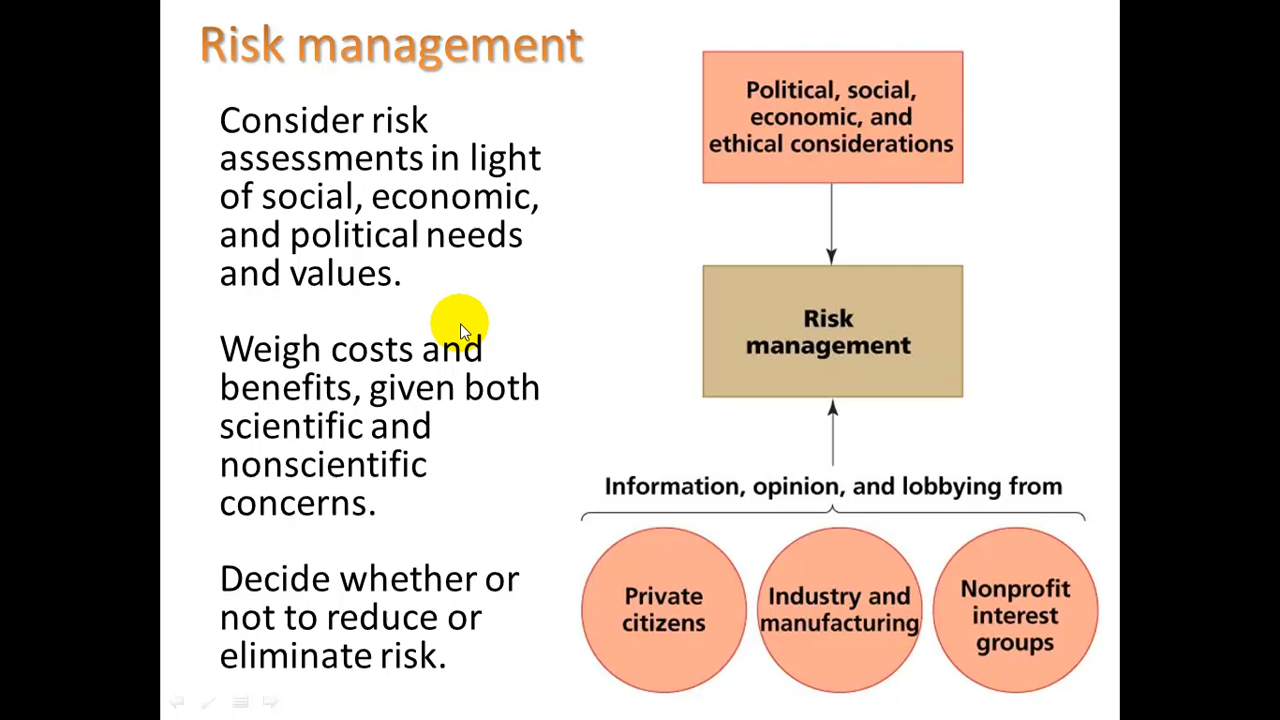 Risk management
Consider risk
assessments in light
of social, economic,
and political needs
and values.
Weigh costs and
benefits, given both
scientific and
nonscientific
concerns.
Decide whether or
not to reduce or
eliminate risk.
Political, social,
economic, and
ethical considerations
Risk
management
Information, opinion, and lobbying from
Private
citizens
Industry and
manufacturing
Nonprofit
interest
groups